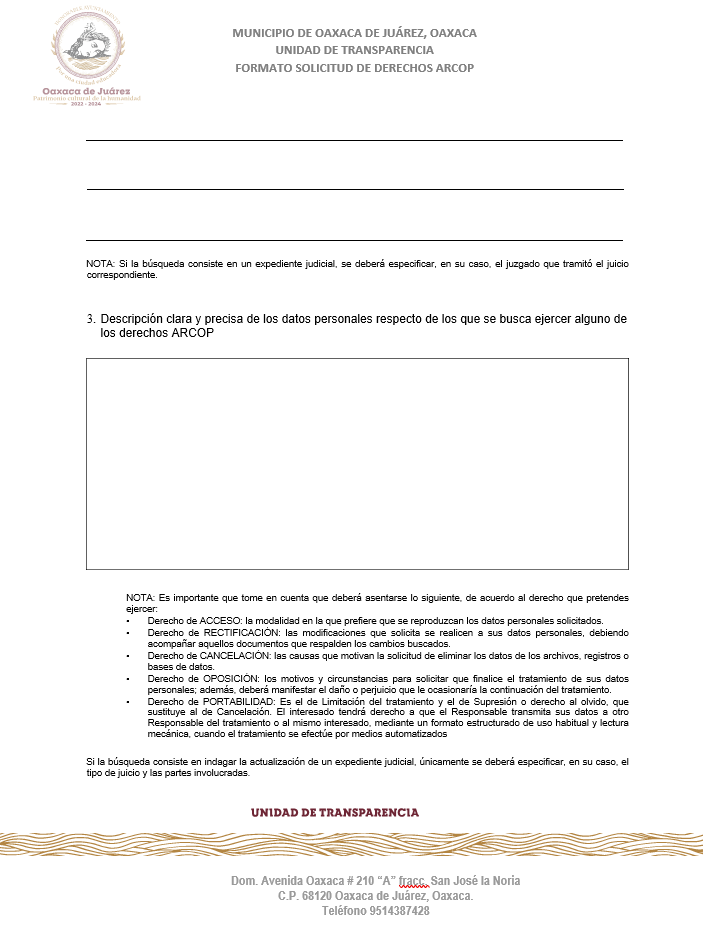 MUNICIPIO DE OAXACA DE JUÁREZ, OAXACA
UNIDAD DE TRANSPARENCIA
FORMATO SOLICITUD DE DERECHOS ARCOP
Oaxaca de Juárez
Patrimonio cultural de la humanidad
2022 - 2024
NOTA: Si la búsqueda consiste en un expediente judicial, se deberá especificar, en su caso, el juzgado que tramitó el juicio
correspondiente.
3. Descripción clara y precisa de los datos personales respecto de los que se busca ejercer alguno de
los derechos ARCOP
NOTA: Es importante que tome en cuenta que deberá asentarse lo siguiente, de acuerdo al derecho que pretendes
ejercer:
• Derecho de ACCESO: la modalidad en la que prefiere que se reproduzcan los datos personales solicitados.
• Derecho de RECTIFICACIÓN: las modificaciones que solicita se realicen a sus datos personales, debiendo
acompañar aquellos documentos que respalden los cambios buscados.
• Derecho de CANCELACIÓN: las causas que motivan la solicitud de eliminar los datos de los archivos, registros o
bases de datos.
• Derecho de OPOSICIÓN: los motivos y circunstancias para solicitar que finalice el tratamiento de sus datos
personales; además, deberá manifestar el daño o perjuicio que le ocasionaría la continuación del tratamiento.
• Derecho de PORTABILIDAD: Es el de Limitación del tratamiento y el de Supresión o derecho al olvido, que
sustituye al de Cancelación. El interesado tendrá derecho a que el Responsable transmita sus datos a otro
Responsable del tratamiento o al mismo interesado, mediante un formato estructurado de uso habitual y lectura
mecánica, cuando el tratamiento se efectúe por medios automatizados
Si la búsqueda consiste en indagar la actualización de un expediente judicial, únicamente se deberá especificar, en su caso, el
tipo de juicio y las partes involucradas.
UNIDAD DE TRANSPARENCIA
Dom. Avenida Oaxaca # 210 “A” fracc. San José la Noria
C.P. 68120 Oaxaca de Juárez, Oaxaca.
Teléfono 9514387428